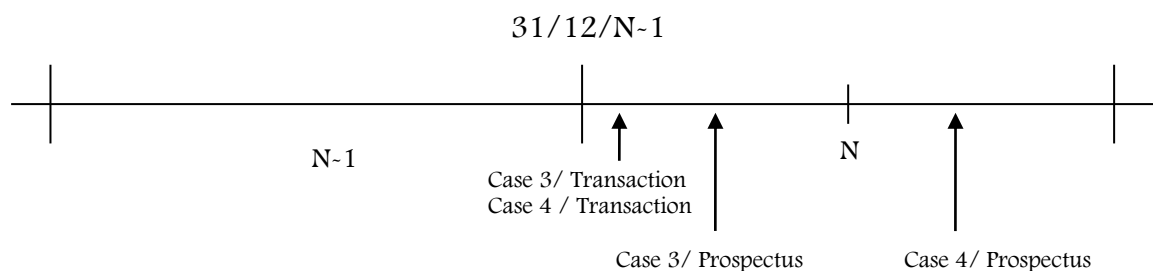 31/12/N-1
N-1
N
Case 3/ Transaction
Case 4 / Transaction
Case 3/ Prospectus
Case 4/ Prospectus